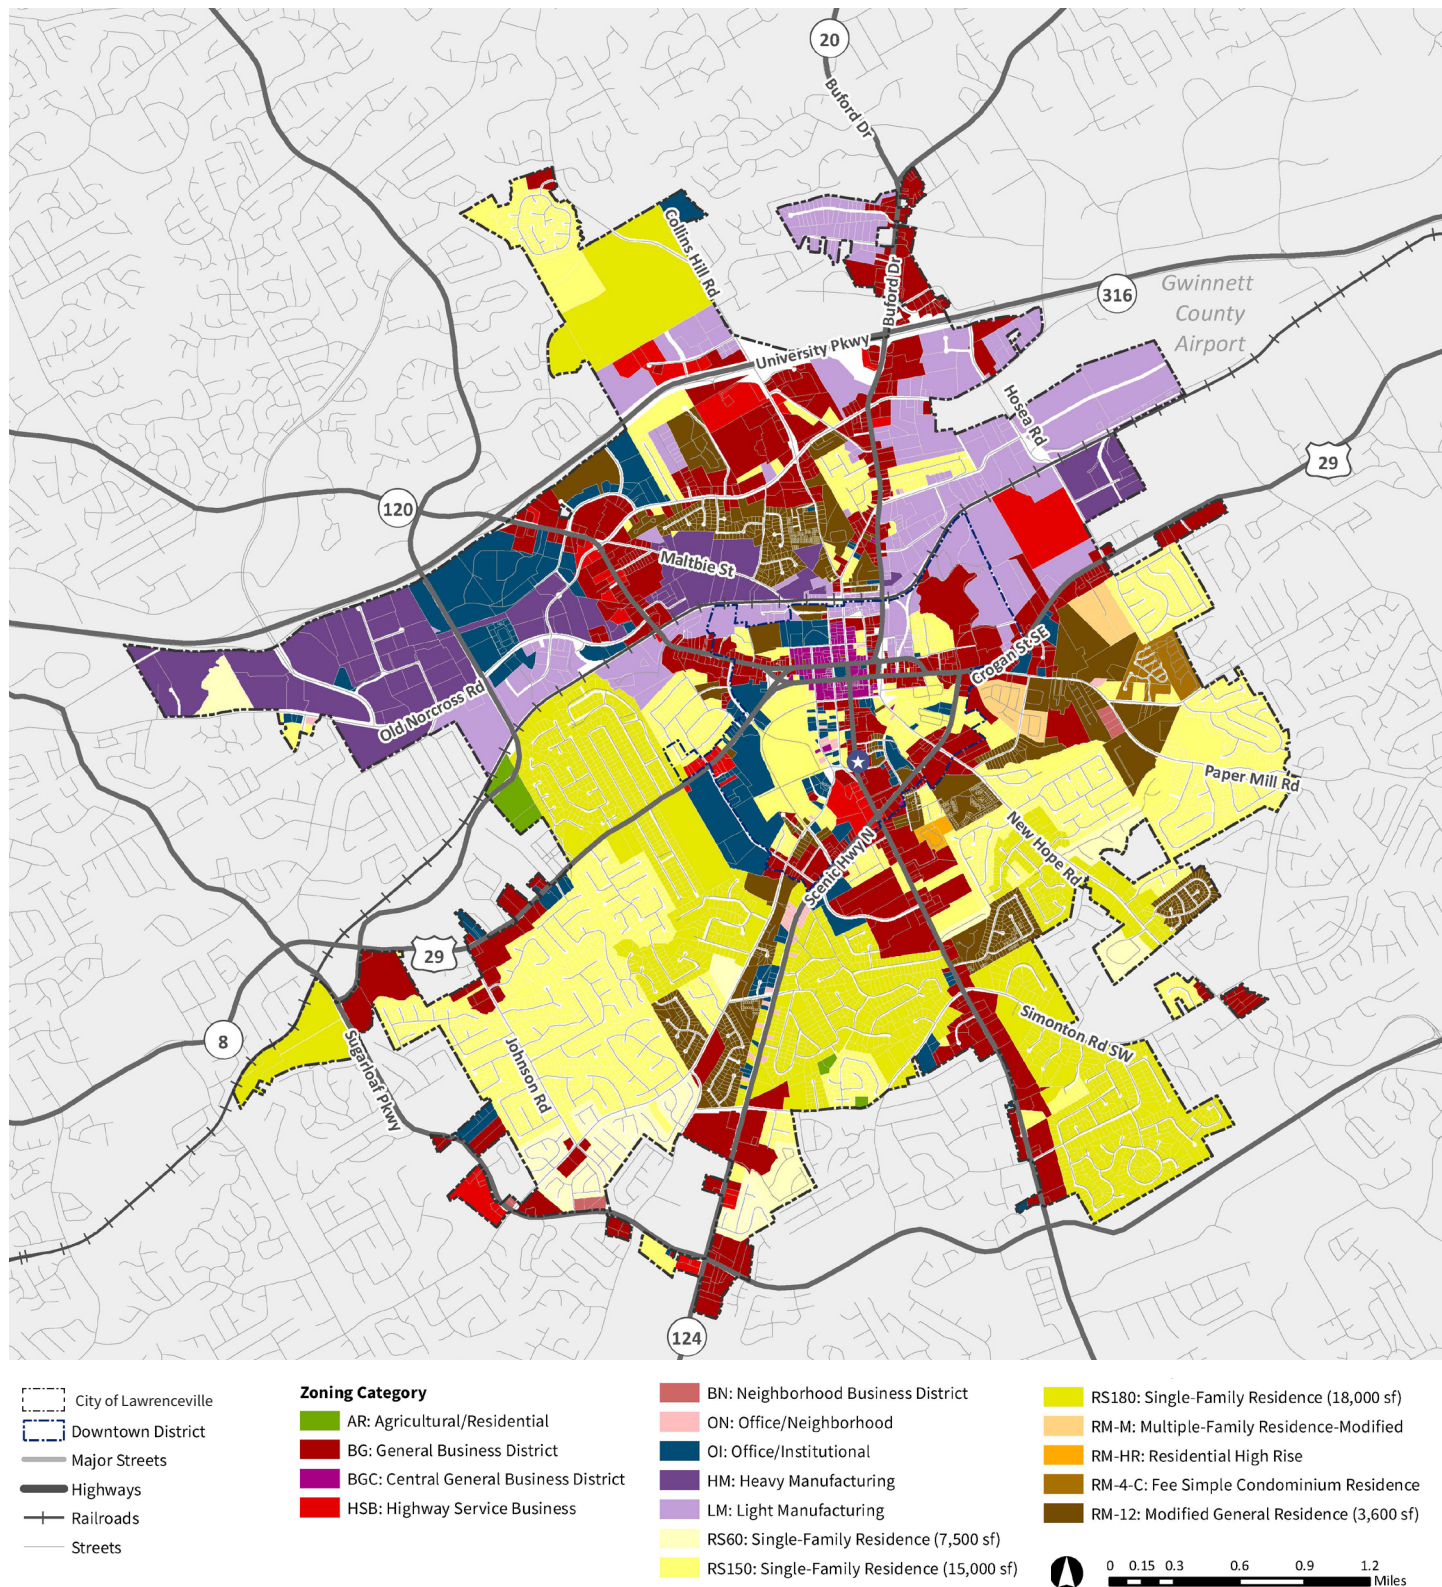 20
Buford Dr
Collins Hill Rd
Buford Dr
316
Gwinnett
County
Airport
University Pkwy
Hosea Rd
29
120
Maltbie St
Crogan St SE
Old Norcross Rd
Paper Mill Rd
New Hope Rd
Scenic Hwy N
29
8
Sugarloaf Pkwy
Johnson Rd
Simonton Rd SW
124
City of Lawrenceville
Downtown District
Major Streets
Highways
Railroads
Streets
Zoning Category
AR: Agricultural/Residential
BG: General Business District
BGC: Central General Business District
HSB: Highway Service Business
BN: Neighborhood Business District
ON: Office/Neighborhood
OI: Office/Institutional
HM: Heavy Manufacturing
LM: Light Manufacturing
RS60: Single-Family Residence (7,500 sf)
RS150: Single-Family Residence (15,000 sf)
RS180: Single-Family Residence (18,000 sf)
RM-M: Multiple-Family Residence-Modified
RM-HR: Residential High Rise
RM-4-C: Fee Simple Condominium Residence
RM-12: Modified General Residence (3,600 sf)
0 0.15 0.3 0.6 0.9 1.2
Miles